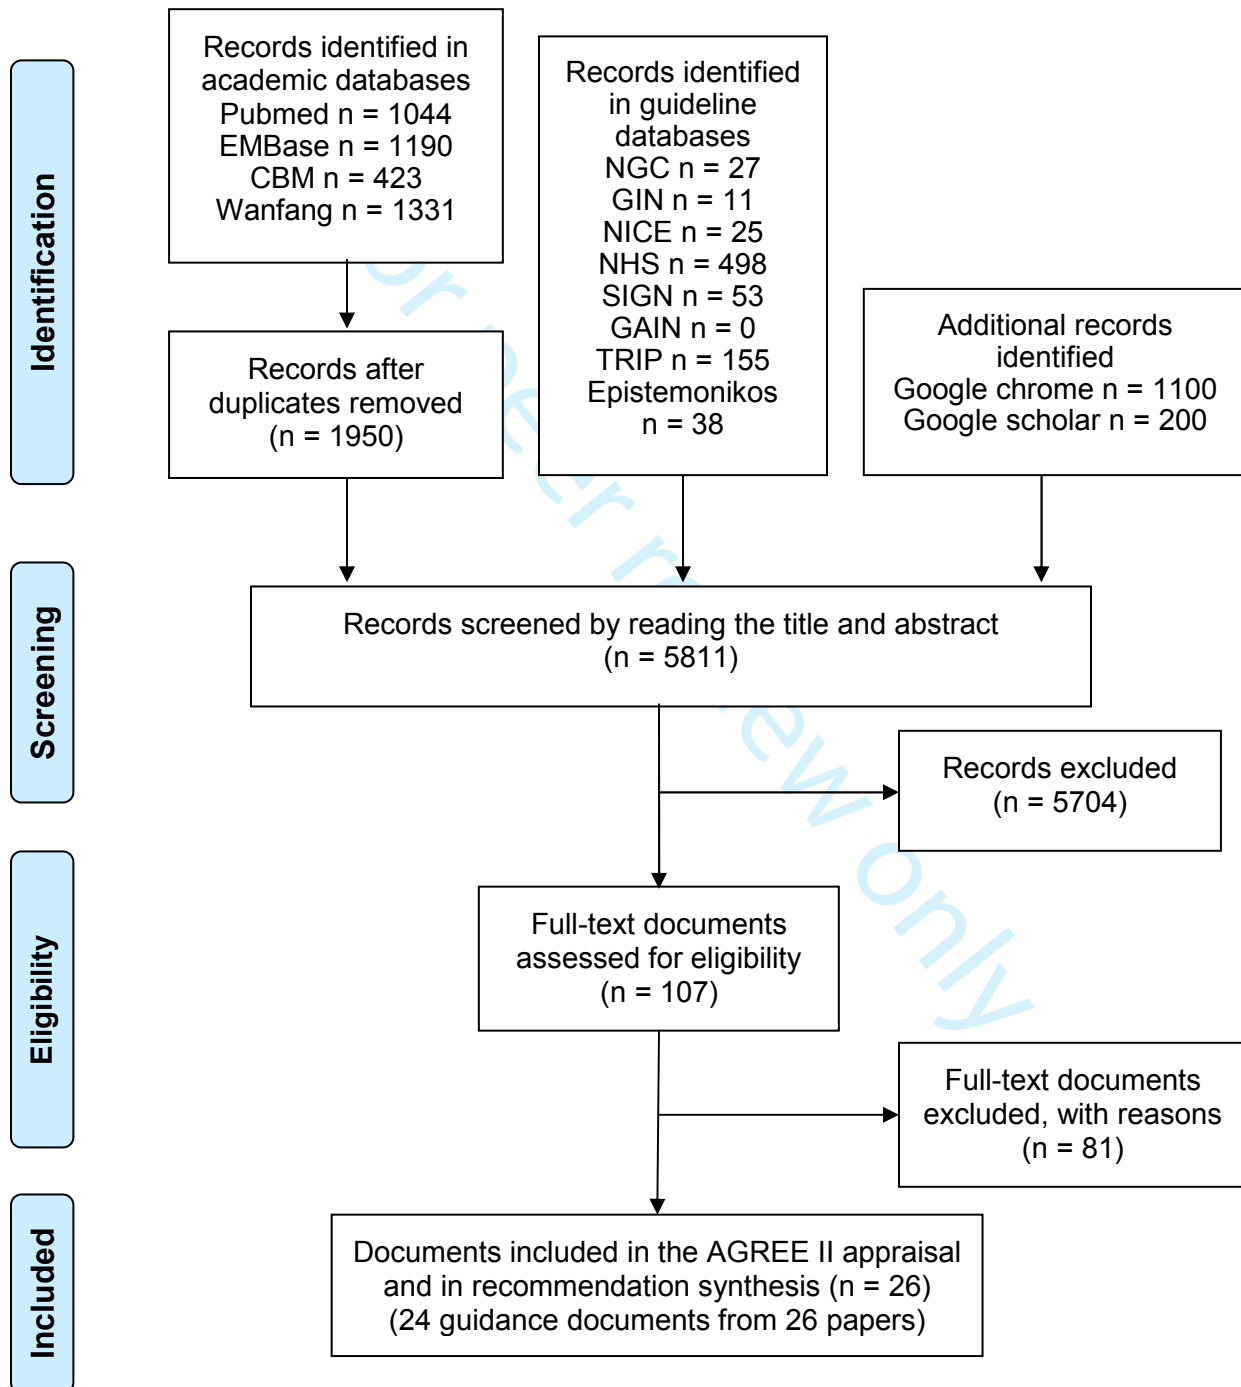 Identification
Records identified in
academic databases
Pubmed n = 1044
EMBase n = 1190
CBM n = 423
Wanfang n = 1331
Records identified
in guideline
databases
NGC n = 27
GIN n = 11
NICE n = 25
NHS n = 498
SIGN n = 53
GAIN n = 0
TRIP n = 155
Epistemonikos
n = 38
Additional records
identified
Google chrome n = 1100
Google scholar n = 200
Records after
duplicates removed
(n = 1950)
Screening
Records screened by reading the title and abstract
(n = 5811)
Records excluded
(n = 5704)
Eligibility
Full-text documents
assessed for eligibility
(n = 107)
Full-text documents
excluded, with reasons
(n = 81)
Included
Documents included in the AGREE II appraisal
and in recommendation synthesis (n = 26)
(24 guidance documents from 26 papers)
or peer review only